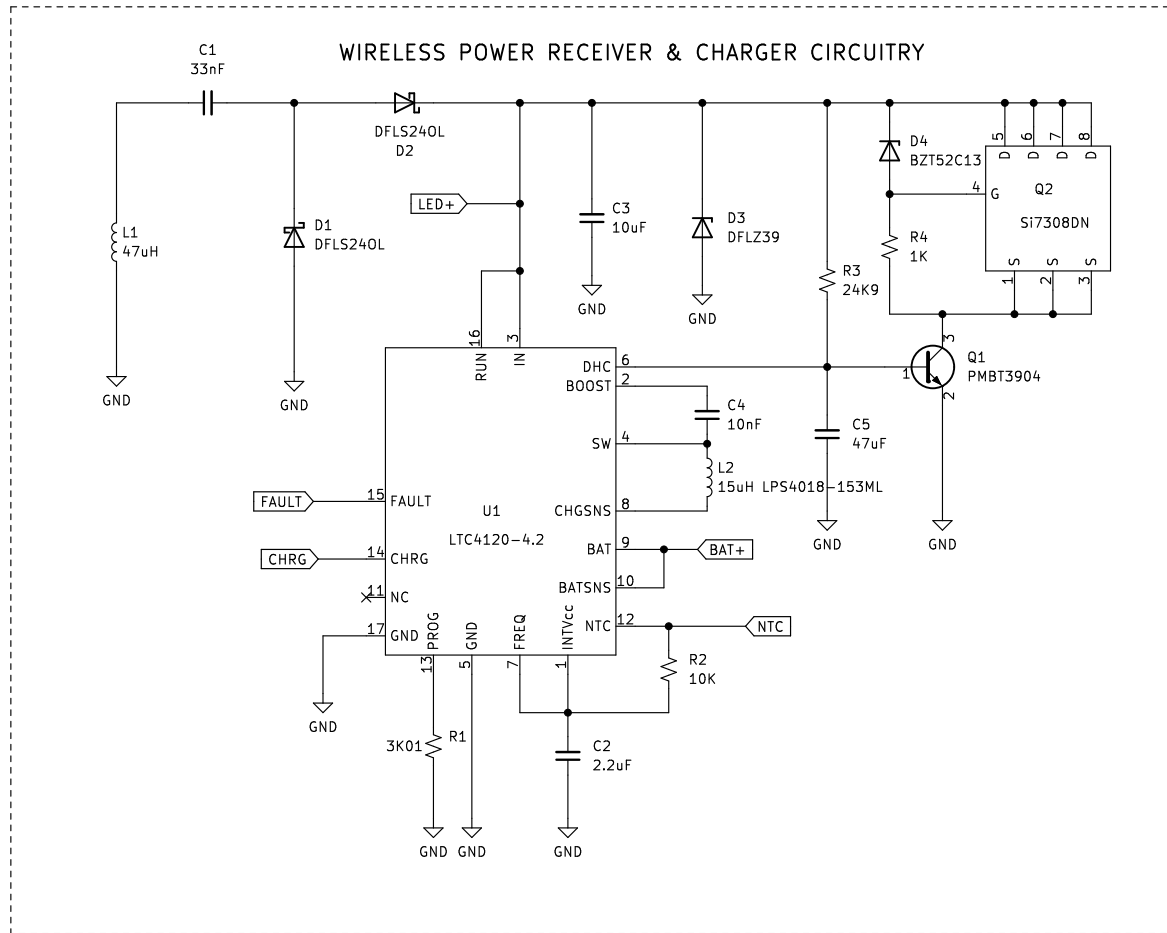 WIRELESS POWER RECEIVER & CHARGER CIRCUITRY
C1
33nF
DFLS240L
D2
L1
47uH
D1
DFLS240L
LED+
C3
10uF
D3
DFLZ39
R3
24K9
D4
BZT52C13
R4
1K
5
6
7
8
D
D
D
D
4
G
Q2
Si7308DN
S
S
S
1
2
3
GND
GND
GND
GND
16
3
RUN
IN
DHC
6
BOOST
2
C4
10nF
SW
4
L2
15uH LPS4018-153ML
CHGSNS
8
C5
47uF
GND
1
3
2
Q1
PMBT3904
GND
FAULT
15
FAULT
U1
LTC4120-4.2
CHRG
14
CHRG
BAT
9
BAT+
BATSNS
10
11
NC
17
GND
NTC
12
NTC
PROG
GND
FREQ
INTVcc
13
5
7
1
R2
10K
GND
3K01
R1
C2
2.2uF
GND
GND
GND